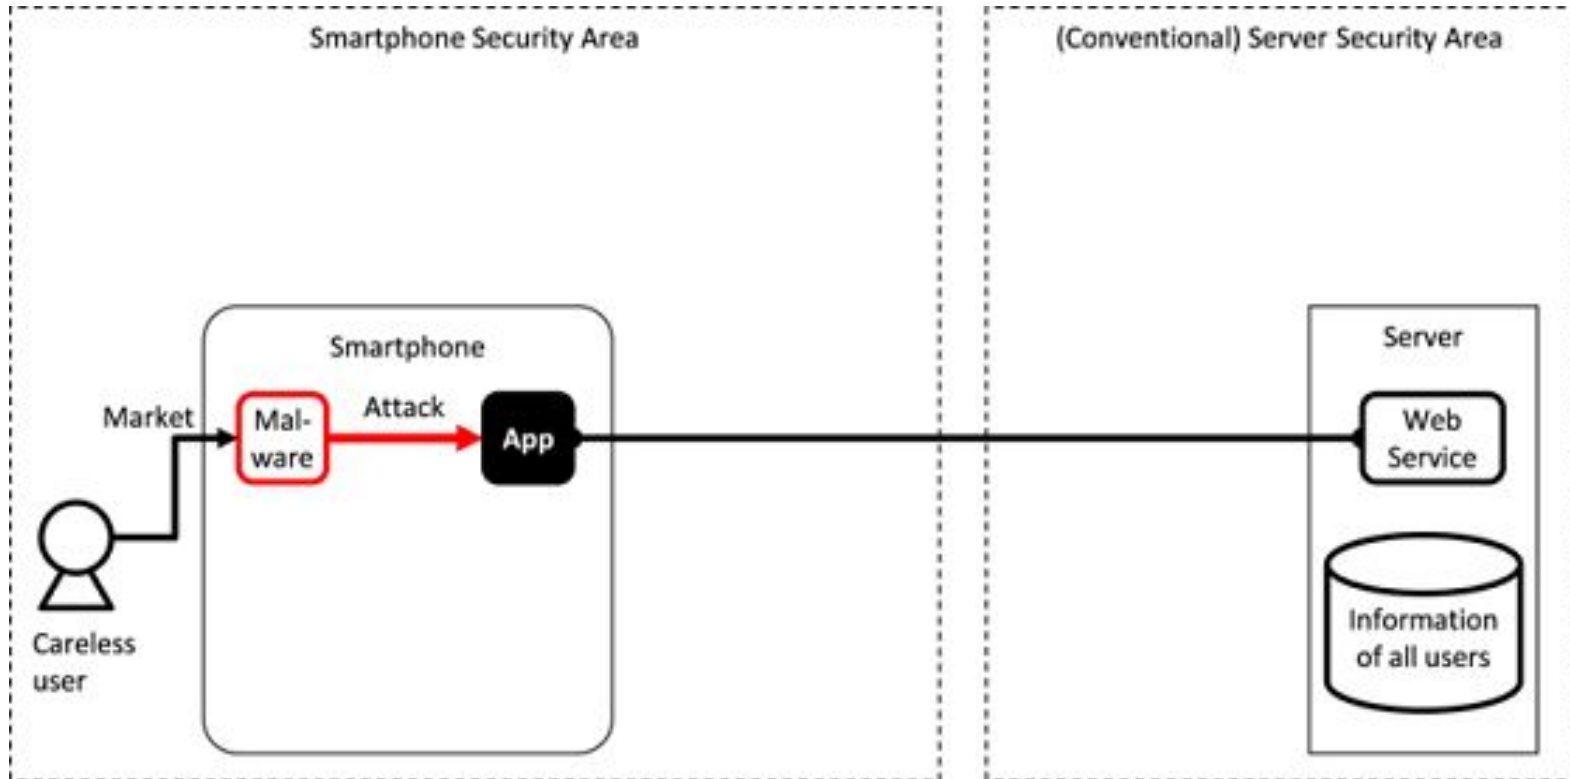 Smartphone Security Area
(Conventional) Server Security Area
Smartphone
Server
Market
Mal-
ware
Attack
App
Web
Service
Careless
user
Information
of all users